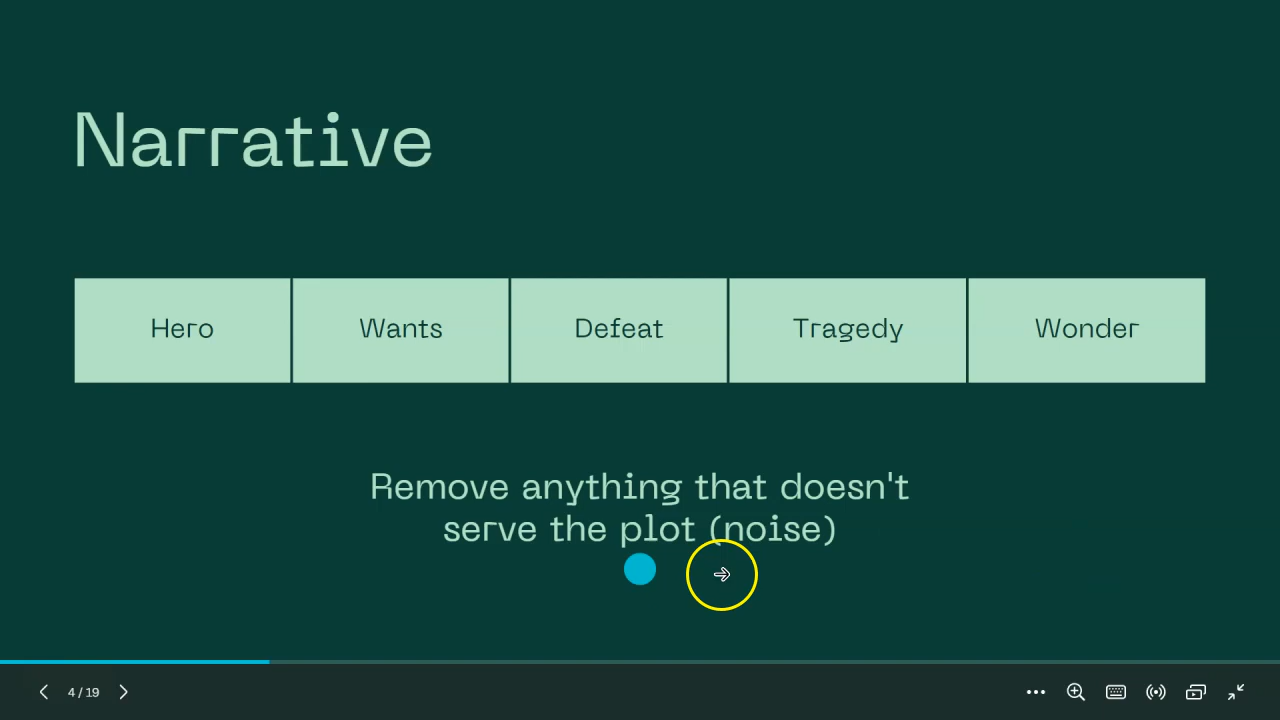 Narrative
Hero Wants Defeat Tragedy Wonder
Remove anything that doesn't
serve the plot (noise)
4 / 19